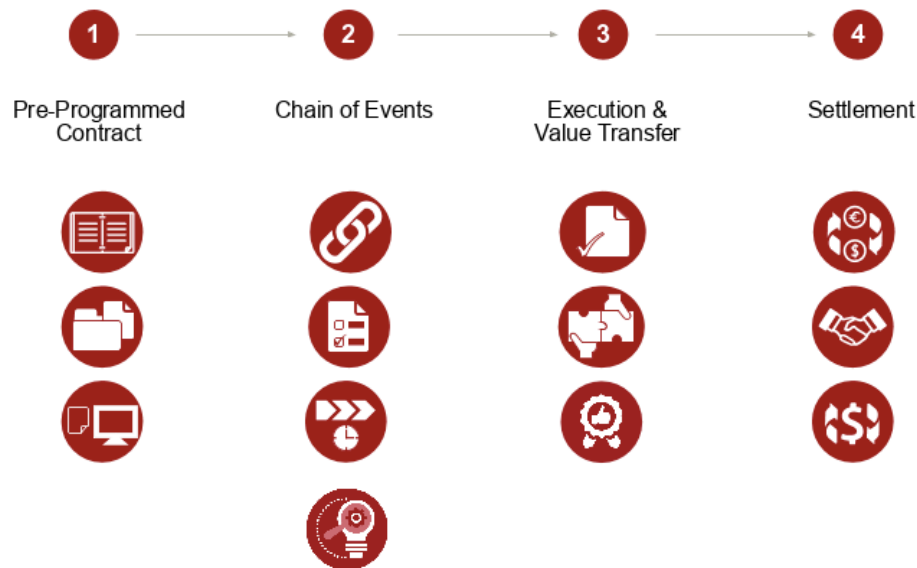 1
2
3
4
Pre-Programmed
Contract
Chain of Events
Execution &
Value Transfer
Settlement
€
$
$